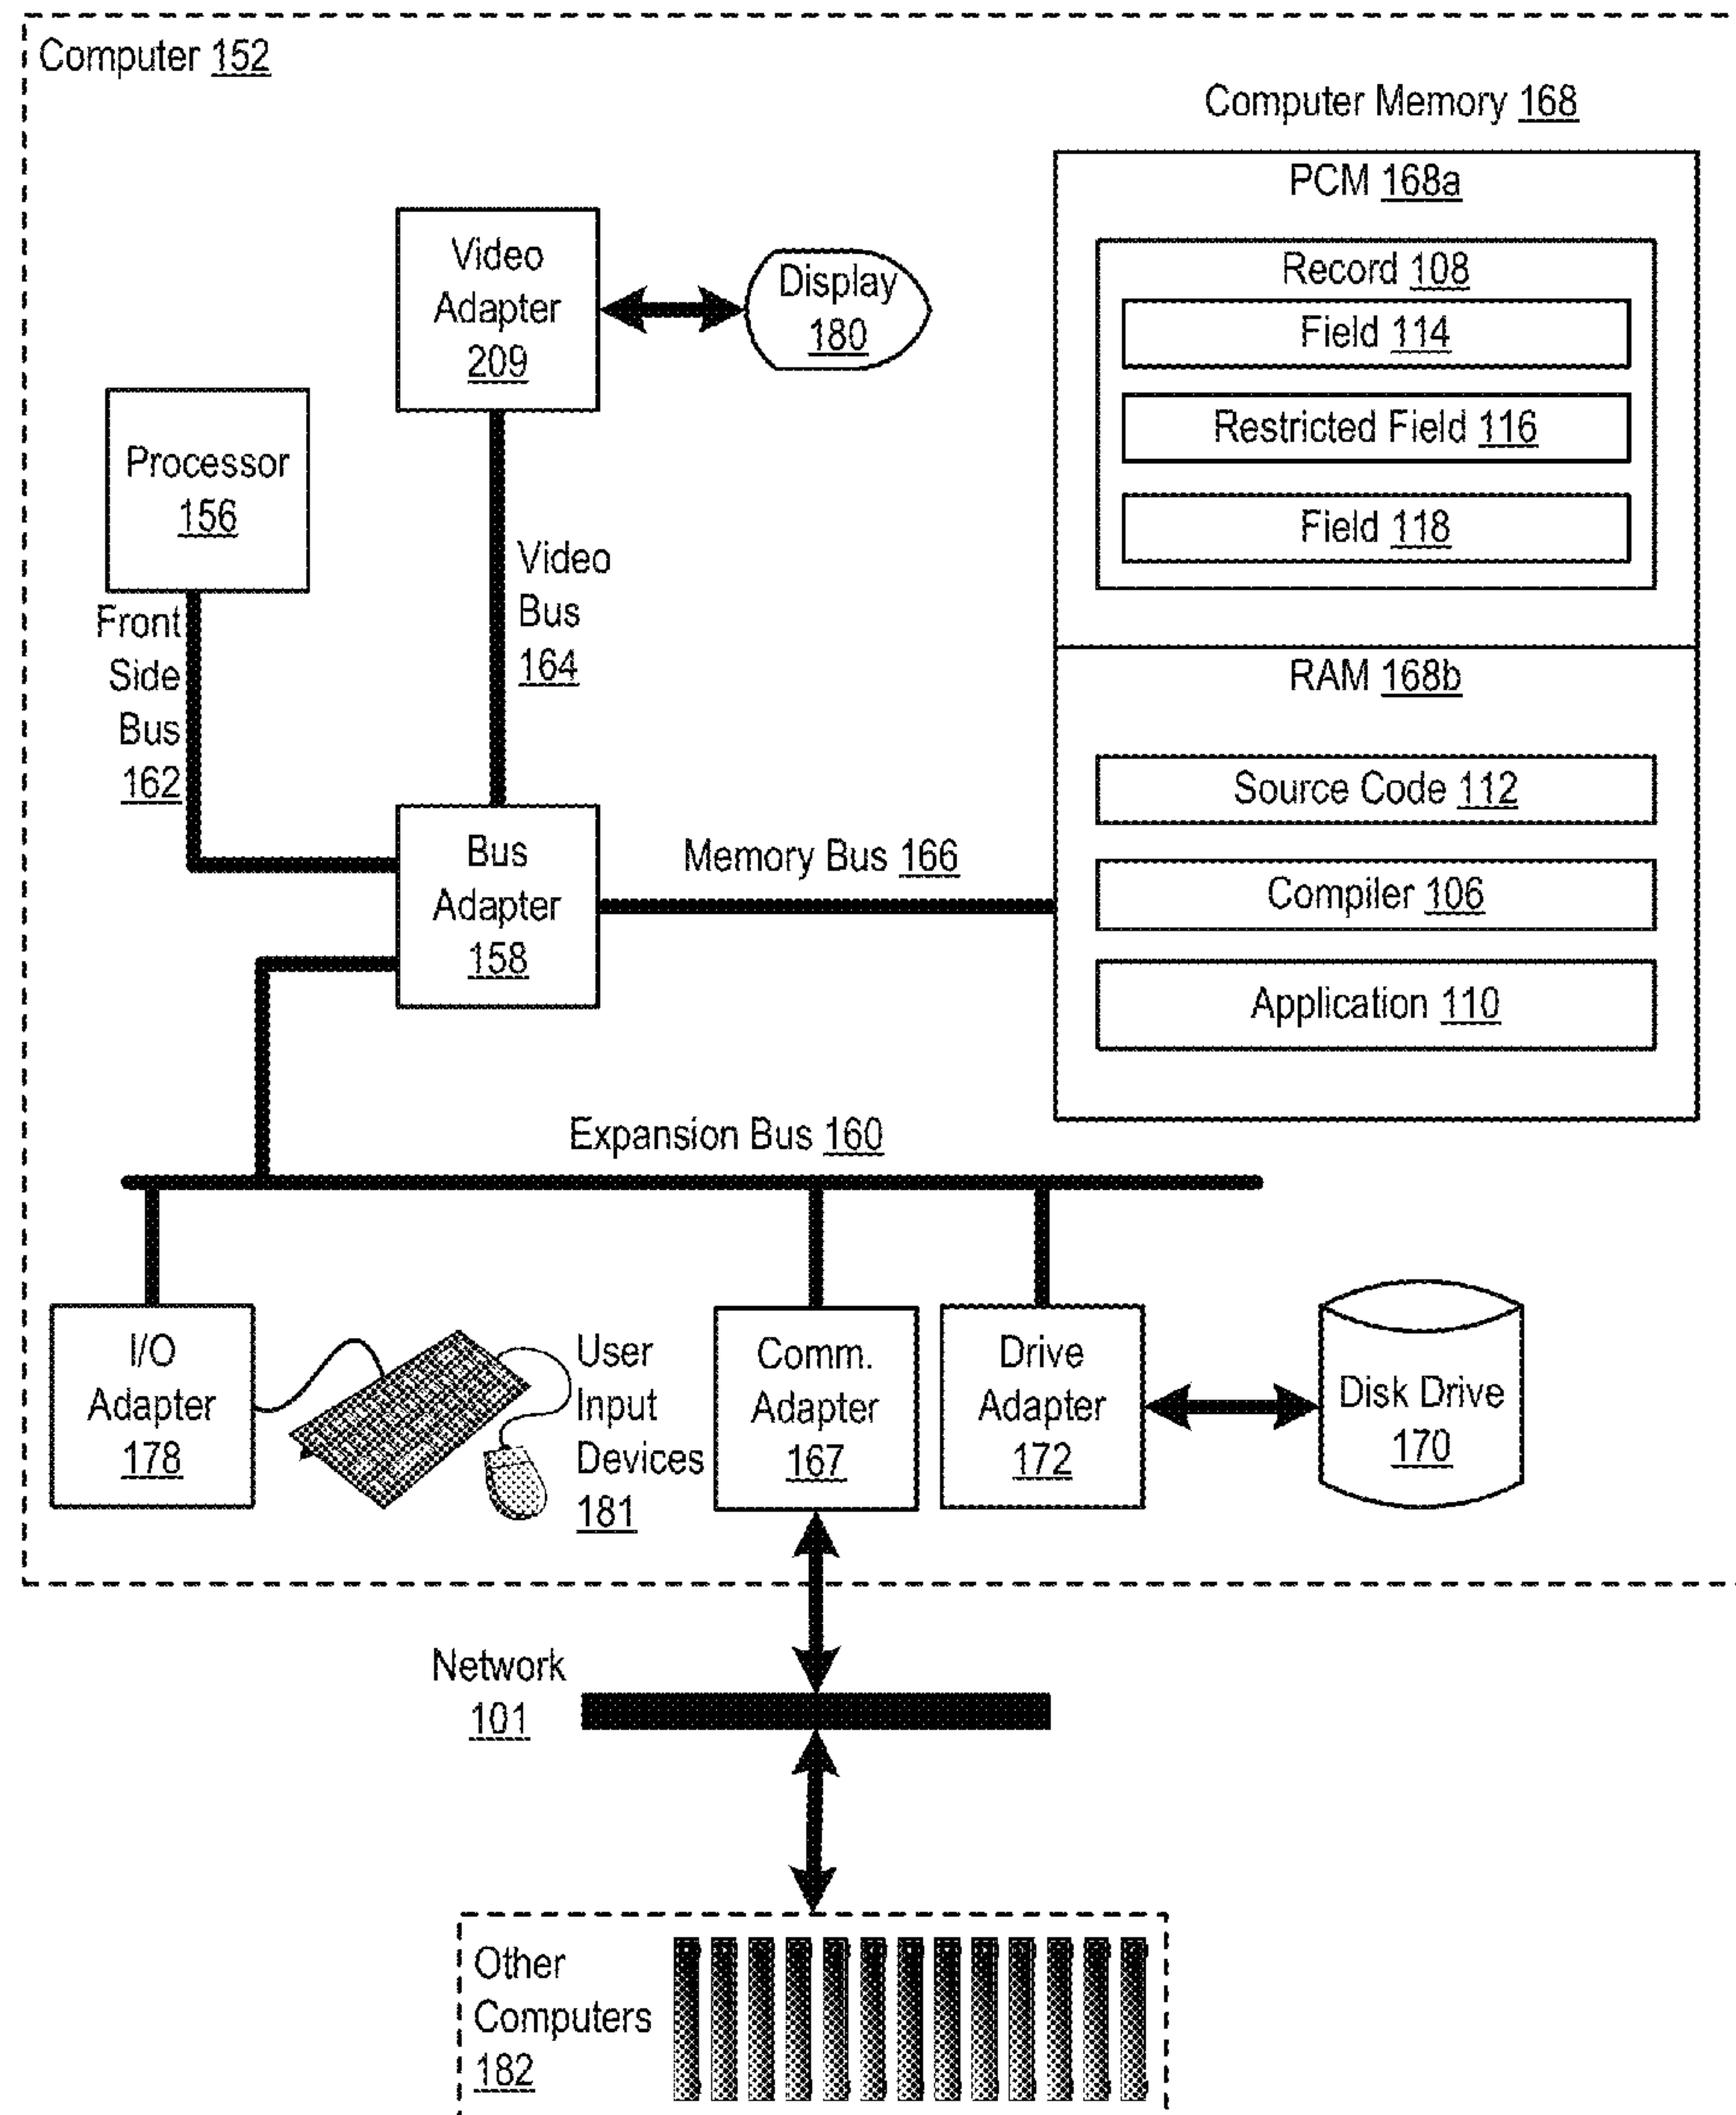 Computer 152
Computer Memory 168
PCM 168a
Record 108
Field 114
Restricted Field 116
Field 118
RAM 168b
Source Code 112
Compiler 106
Application 110
Video
Adapter
209
Display
180
Processor
156
Front
Side
Bus
162
Video
Bus
164
Bus
Adapter
158
Memory Bus 166
Expansion Bus 160
I/O
Adapter
178
User
Input
Devices
181
Comm.
Adapter
167
Drive
Adapter
172
Disk Drive
170
Network
101
Other
Computers
182